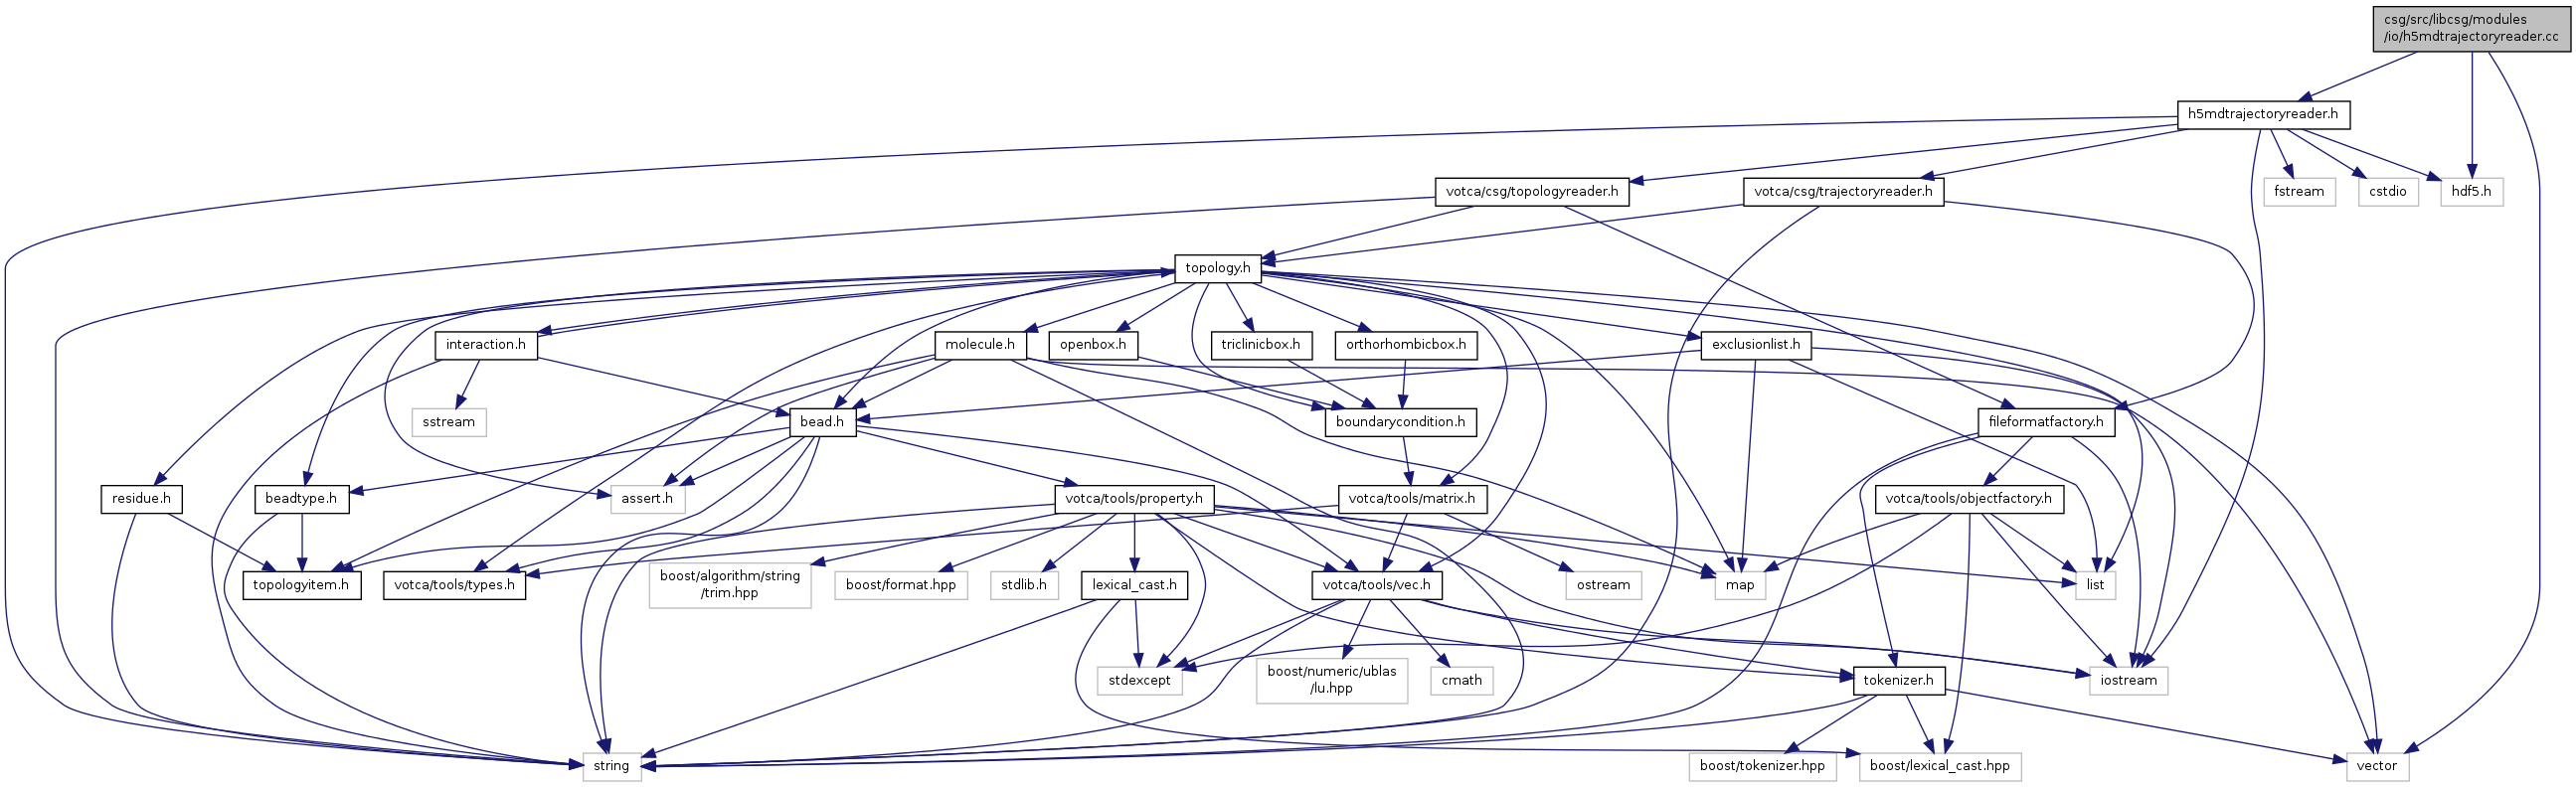 csg/src/libcsg/modules
/io/h5mdtrajectoryreader.cc
h5mdtrajectoryreader.h
votca/csg/topologyreader.h
votca/csg/trajectoryreader.h
fstream
cstdio
hdf5.h
topology.h
interaction.h
molecule.h
openbox.h
triclinicbox.h
orthorhombicbox.h
exclusionlist.h
sstream
bead.h
boundarycondition.h
fileformatfactory.h
residue.h
beadtype.h
assert.h
votca/tools/property.h
votca/tools/matrix.h
votca/tools/objectfactory.h
topologyitem.h
votca/tools/types.h
boost/algorithm/string
/trim.hpp
boost/format.hpp
stdlib.h
lexical_cast.h
votca/tools/vec.h
ostream
map
list
stdexcept
boost/numeric/ublas
/lu.hpp
cmath
tokenizer.h
iostream
string
boost/tokenizer.hpp
boost/lexical_cast.hpp
vector